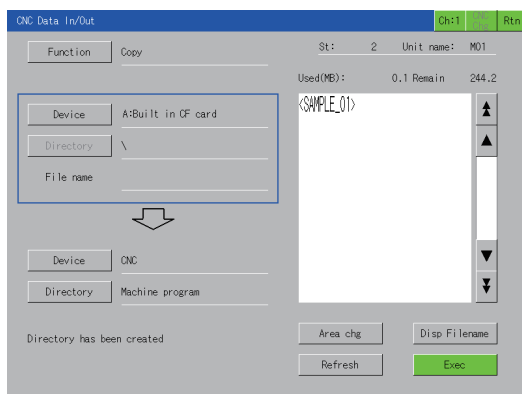 CNC Data In/Out Ch:1 CNC Chg Rtn
Function Copy St: 2 Unit name: M01
Used(MB): 0.1 Remain 244.2
Device A:Built in CF card <SAMPLE_01>
Directory \
File name
Device CNC
Directory Machine program
Directory has been created Area chg Disp Filename
Refresh Exec